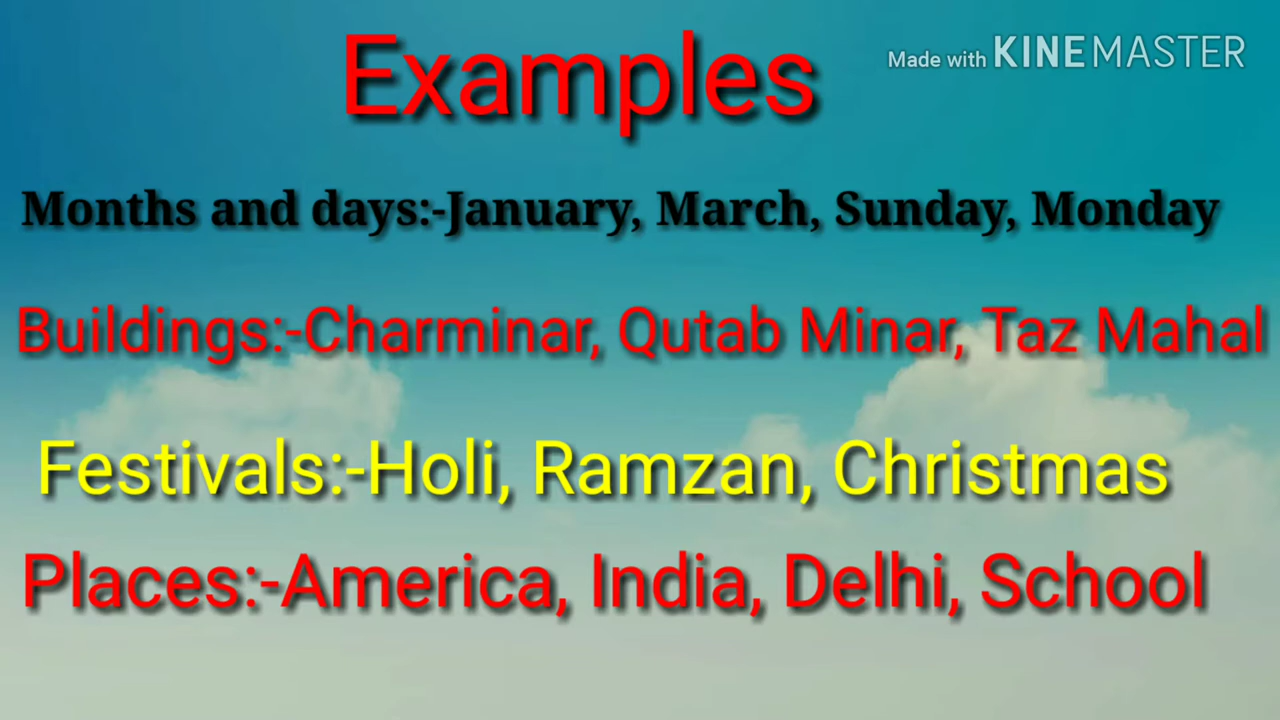 Examples
Made with KINEMASTER
Months and days:-January, March, Sunday, Monday
Buildings:-Charminar, Qutab Minar, Taz Mahal
Festivals:-Holi, Ramzan, Christmas
Places:-America, India, Delhi, School